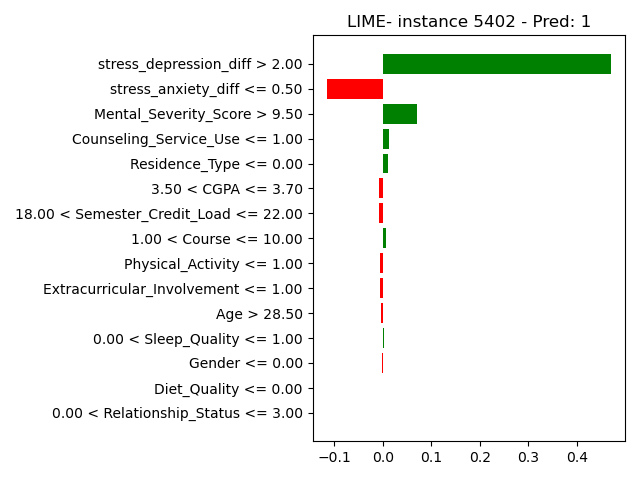 LIME- instance 5402 - Pred: 1
stress_depression_diff > 2.00
stress_anxiety_diff <= 0.50
Mental_Severity_Score > 9.50
Counseling_Service_Use <= 1.00
Residence_Type <= 0.00
3.50 < CGPA <= 3.70
18.00 < Semester_Credit_Load <= 22.00
1.00 < Course <= 10.00
Physical_Activity <= 1.00
Extracurricular_Involvement <= 1.00
Age > 28.50
0.00 < Sleep_Quality <= 1.00
Gender <= 0.00
Diet_Quality <= 0.00
0.00 < Relationship_Status <= 3.00
−0.1 0.0 0.1 0.2 0.3 0.4